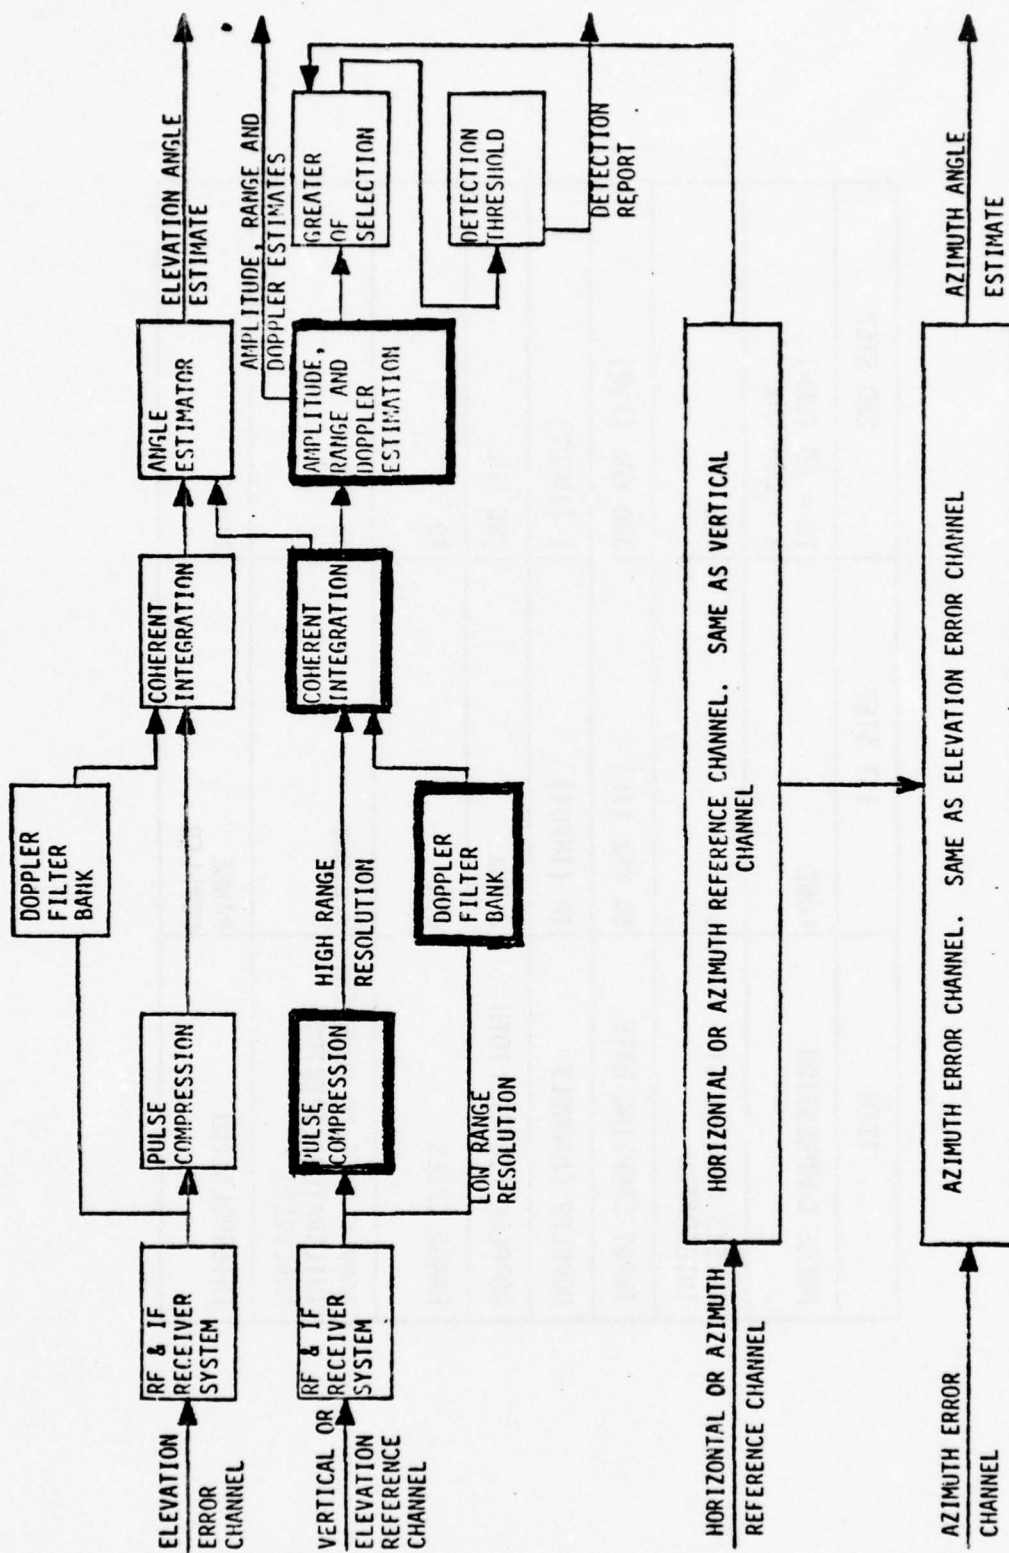 ELEVATION
ERROR
CHANNEL
RF & IF
RECEIVER
SYSTEM
PULSE
COMPRESSION
DOPPLER
FILTER
BANK
COHERENT
INTEGRATION
ANGLE
ESTIMATOR
ELEVATION ANGLE
ESTIMATE
VERTICAL OR
ELEVATION
REFERENCE
CHANNEL
RF & IF
RECEIVER
SYSTEM
PULSE
COMPRESSION
HIGH RANGE
RESOLUTION
LOW RANGE
RESOLUTION
DOPPLER
FILTER
BANK
COHERENT
INTEGRATION
AMPLITUDE,
RANGE AND
DOPPLER
ESTIMATION
AMPLITUDE, RANGE AND
DOPPLER ESTIMATES
GREATER
OF
SELECTION
DETECTION
THRESHOLD
DETECTION
REPORT
HORIZONTAL OR AZIMUTH
REFERENCE CHANNEL
HORIZONTAL OR AZIMUTH REFERENCE CHANNEL. SAME AS VERTICAL
CHANNEL
AZIMUTH ERROR
CHANNEL
AZIMUTH ERROR CHANNEL. SAME AS ELEVATION ERROR CHANNEL
AZIMUTH ANGLE
ESTIMATE